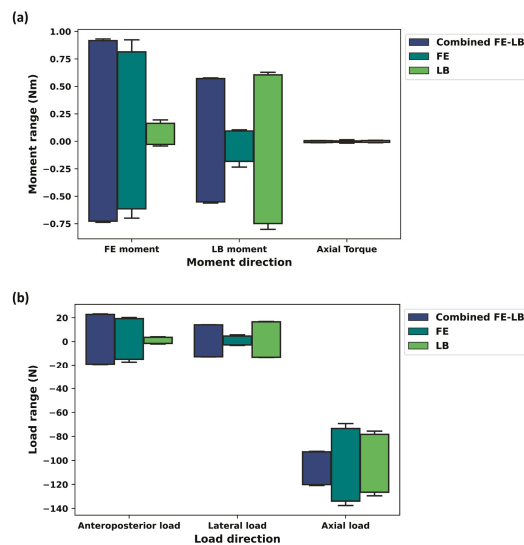 (a)
1.00
0.75
0.50
0.25
0.00
−0.25
−0.50
−0.75
Moment range (Nm)
FE moment
LB moment
Axial Torque
Moment direction
Combined FE-LB
FE
LB
(b)
20
0
−20
−40
−60
−80
−100
−120
−140
Load range (N)
Anteroposterior load
Lateral load
Axial load
Load direction
Combined FE-LB
FE
LB